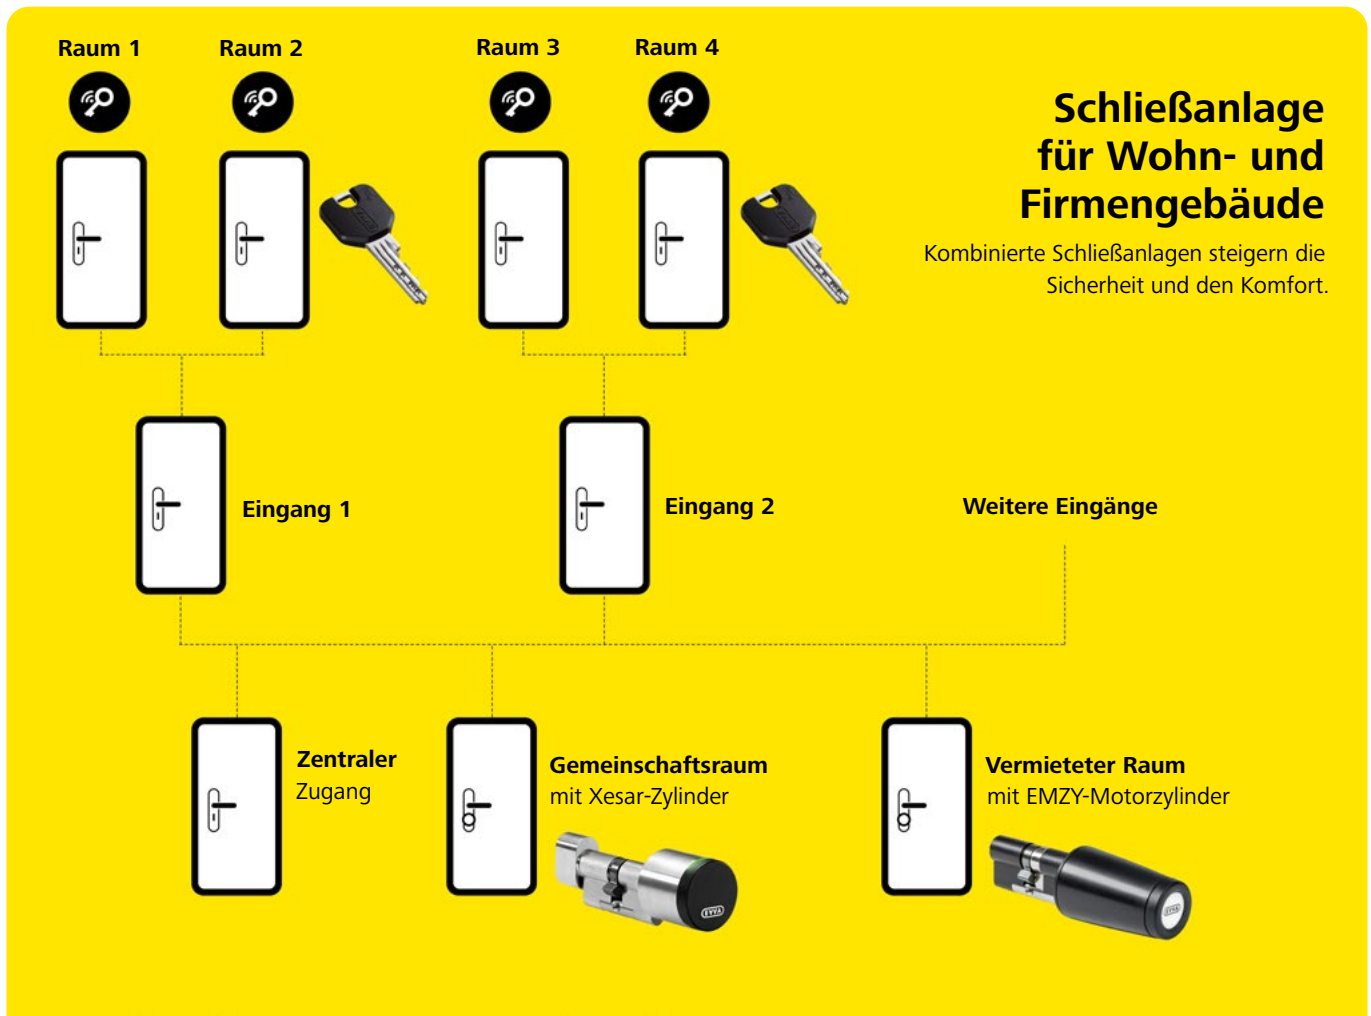 Raum 1
Raum 2
Raum 3
Raum 4
Schließanlage
für Wohn- und
Firmengebäude
Kombinierte Schließanlagen steigern die
Sicherheit und den Komfort.
Eingang 1
Eingang 2
Weitere Eingänge
Zentraler
Zugang
Gemeinschaftsraum
mit Xesar-Zylinder
Vermieteter Raum
mit EMZY-Motorzylinder
EVVA
EVVA